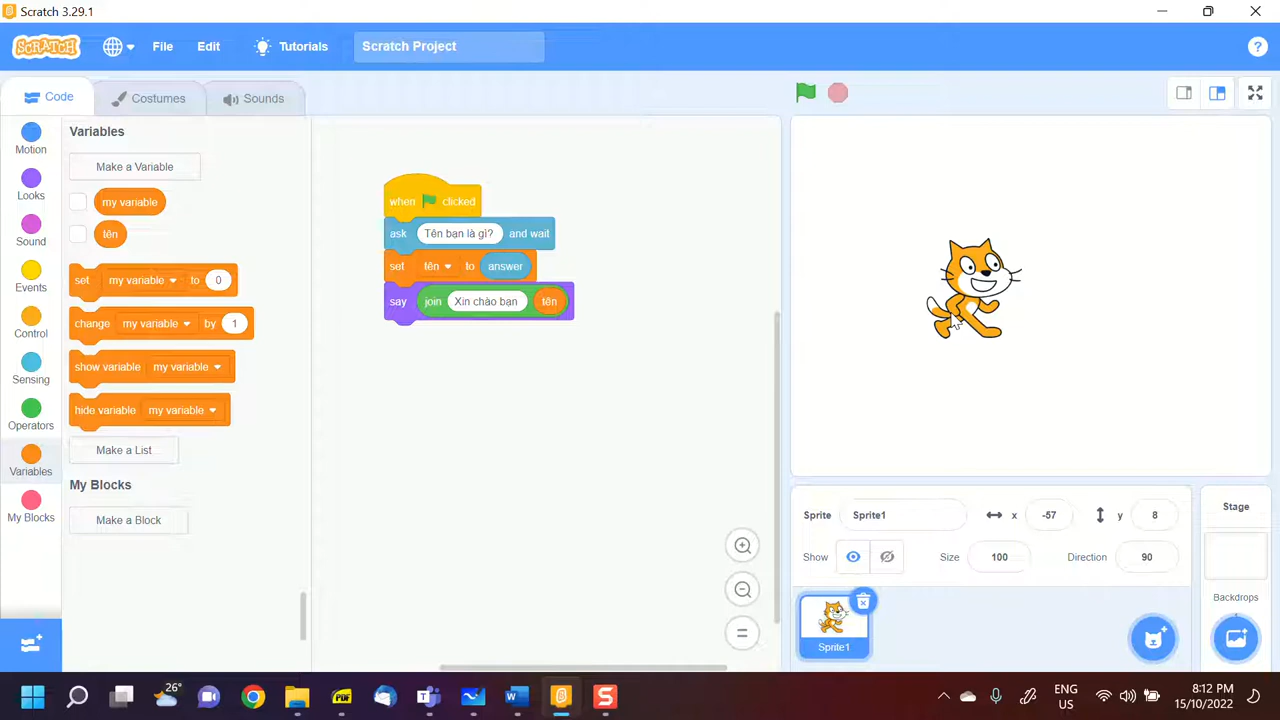 Scratch 3.29.1
SCRATCH
File
Edit
Tutorials
Scratch Project
?
Code
Costumes
Sounds
Motion
Looks
Sound
Events
Control
Sensing
Operators
Variables
My Blocks
Variables
Make a Variable
my variable
tên
set my variable to 0
change my variable by 1
show variable my variable
hide variable my variable
Make a List
My Blocks
Make a Block
when clicked
ask Tên bạn là gì? and wait
set tên to answer
say join Xin chào bạn tên
Sprite Sprite1 x -57 y 8
Show Size 100 Direction 90
Sprite1
Stage
Backdrops
26°
PDF
T
W
S
ENG
US
8:12 PM
15/10/2022